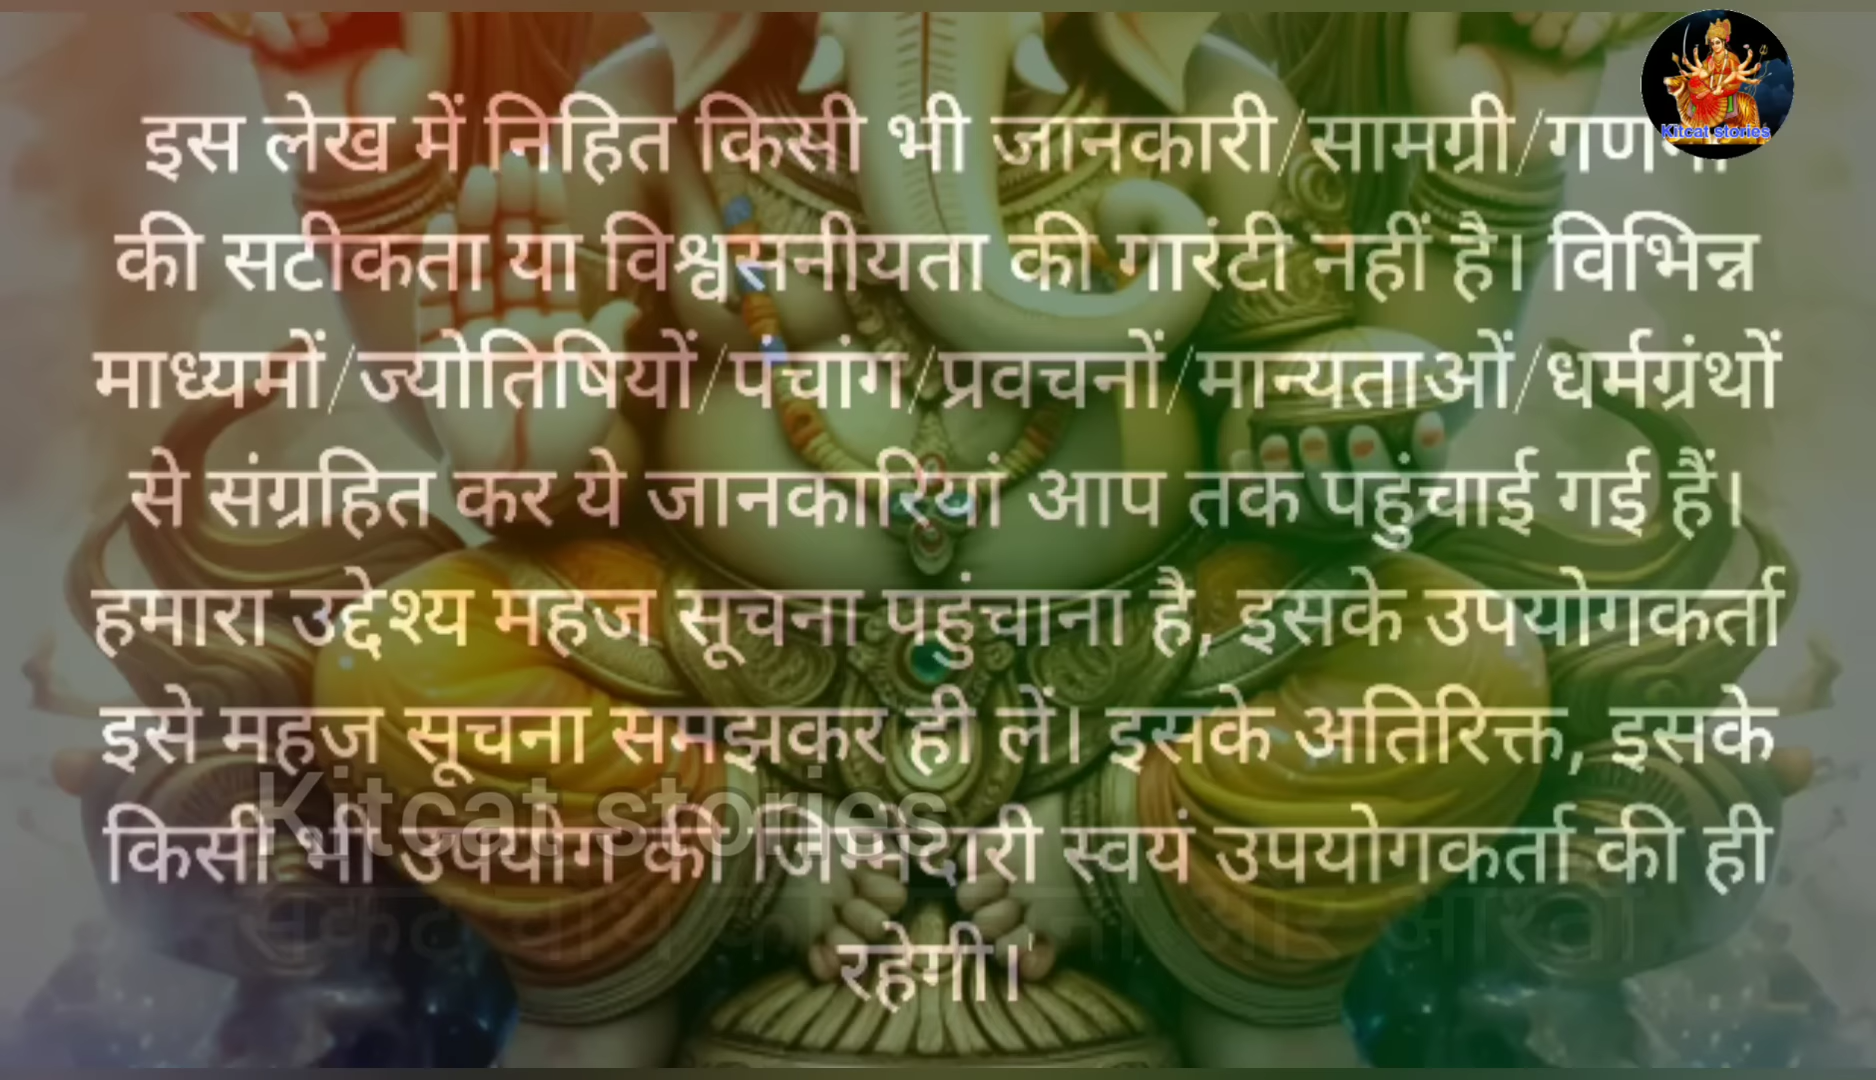 Kitcat stories
इस लेख में निहित किसी भी जानकारी/सामग्री/गणना
की सटीकता या विश्वसनीयता की गारंटी नहीं है। विभिन्न
माध्यमों/ज्योतिषियों/पंचांग/प्रवचनों/मान्यताओं/धर्मग्रंथों
से संग्रहित कर ये जानकारियां आप तक पहुंचाई गई हैं।
हमारा उद्देश्य महज सूचना पहुंचाना है, इसके उपयोगकर्ता
इसे महज सूचना समझकर ही लें। इसके अतिरिक्त, इसके
Kitcat stories
किसी भी उपयोग की जिम्मेदारी स्वयं उपयोगकर्ता की ही
रहेगी।'